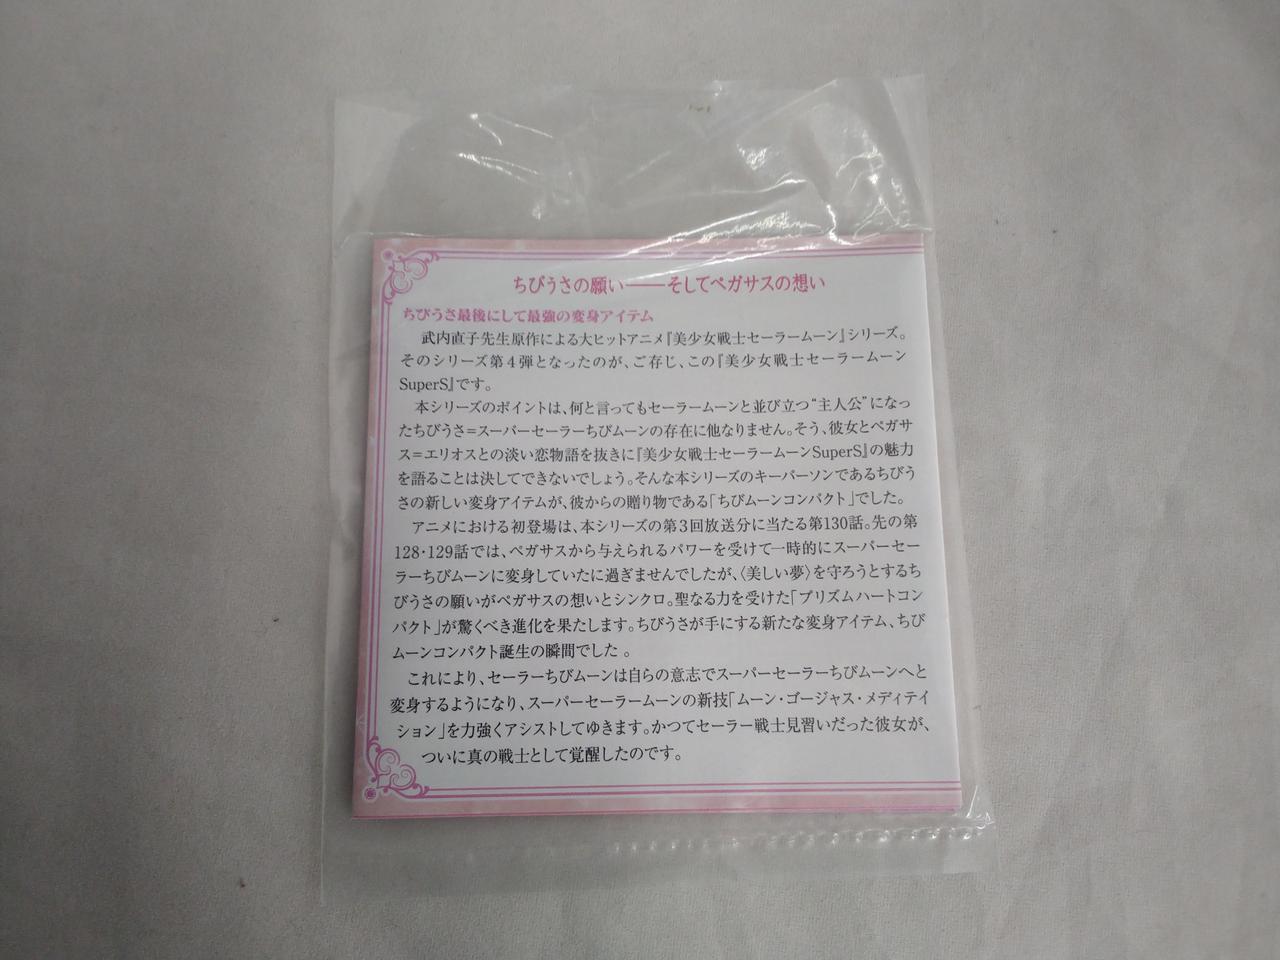 ちびうさの願い――そしてペガサスの想い
ちびうさ最後にして最強の変身アイテム
武内直子先生原作による大ヒットアニメ『美少女戦士セーラームーン』シリーズ。
そのシリーズ第4弾となったのが、ご存じ、この『美少女戦士セーラームーン
SuperS』です。
本シリーズのポイントは、何と言ってもセーラームーンと並び立つ“主人公”になっ
たちびうさ=スーパーセーラーちびムーンの存在に他なりません。そう、彼女とペガサ
ス=エリオスとの淡い恋物語を抜きに『美少女戦士セーラームーンSuperS』の魅力
を語ることは決してできないでしょう。そんな本シリーズのキーパーソンであるちびう
さの新しい変身アイテムが、彼からの贈り物である「ちびムーンコンパクト」でした。
アニメにおける初登場は、本シリーズの第3回放送分に当たる第130話。先の第
128・129話では、ペガサスから与えられるパワーを受けて一時的にスーパーセー
ラーちびムーンに変身していたに過ぎませんでしたが、〈美しい夢〉を守ろうとするち
びうさの願いがペガサスの想いとシンクロ。聖なる力を受けた「プリズムハートコン
パクト」が驚くべき進化を果たします。ちびうさが手にする新たな変身アイテム、ちび
ムーンコンパクト誕生の瞬間でした。
これにより、セーラーちびムーンは自らの意志でスーパーセーラーちびムーンへと
変身するようになり、スーパーセーラームーンの新技「ムーン・ゴージャス・メディテイ
ション」を力強くアシストしてゆきます。かつてセーラー戦士見習いだった彼女が、
ついに真の戦士として覚醒したのです。